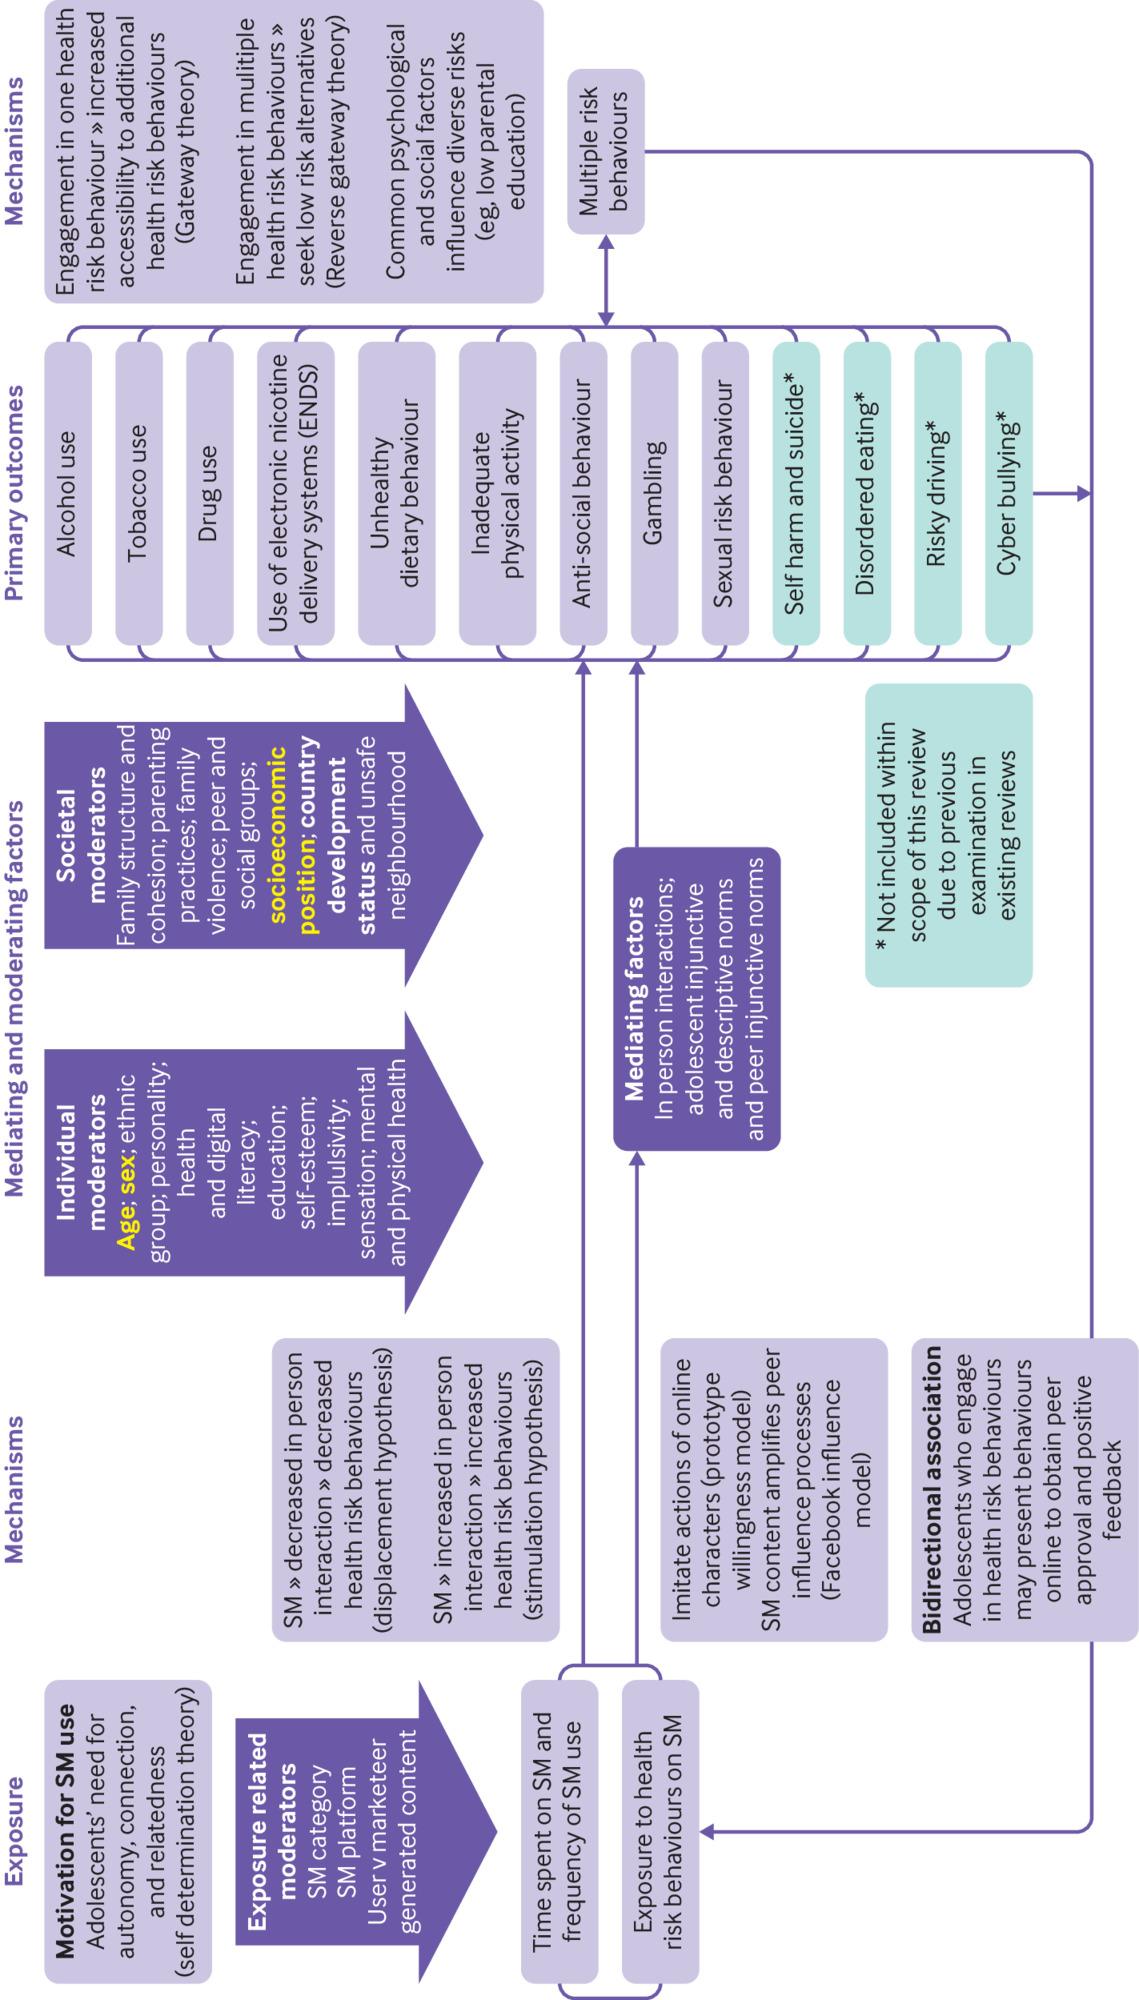 Exposure
Mechanisms
Mediating and moderating factors
Primary outcomes
Mechanisms
Motivation for SM use
Adolescents’ need for
autonomy, connection,
and relatedness
(self determination theory)
Exposure related
moderators
SM category
SM platform
User v marketeer
generated content
Time spent on SM and
frequency of SM use
Exposure to health
risk behaviours on SM
SM » decreased in person
interaction » decreased
health risk behaviours
(displacement hypothesis)
SM » increased in person
interaction » increased
health risk behaviours
(stimulation hypothesis)
Imitate actions of online
characters (prototype
willingness model)
SM content amplifies peer
influence processes
(Facebook influence
model)
Bidirectional association
Adolescents who engage
in health risk behaviours
may present behaviours
online to obtain peer
approval and positive
feedback
Individual
moderators
Age; sex; ethnic
group; personality;
health
and digital
literacy;
education;
self-esteem;
implulsivity;
sensation; mental
and physical health
Societal
moderators
Family structure and
cohesion; parenting
practices; family
violence; peer and
social groups;
socioeconomic
position; country
development
status and unsafe
neighbourhood
Mediating factors
In person interactions;
adolescent injunctive
and descriptive norms
and peer injunctive norms
* Not included within
scope of this review
due to previous
examination in
existing reviews
Alcohol use
Tobacco use
Drug use
Use of electronic nicotine
delivery systems (ENDS)
Unhealthy
dietary behaviour
Inadequate
physical activity
Anti-social behaviour
Gambling
Sexual risk behaviour
Self harm and suicide*
Disordered eating*
Risky driving*
Cyber bullying*
Engagement in one health
risk behaviour » increased
accessibility to additional
health risk behaviours
(Gateway theory)
Engagement in mulitiple
health risk behaviours »
seek low risk alternatives
(Reverse gateway theory)
Common psychological
and social factors
influence diverse risks
(eg, low parental
education)
Multiple risk
behaviours